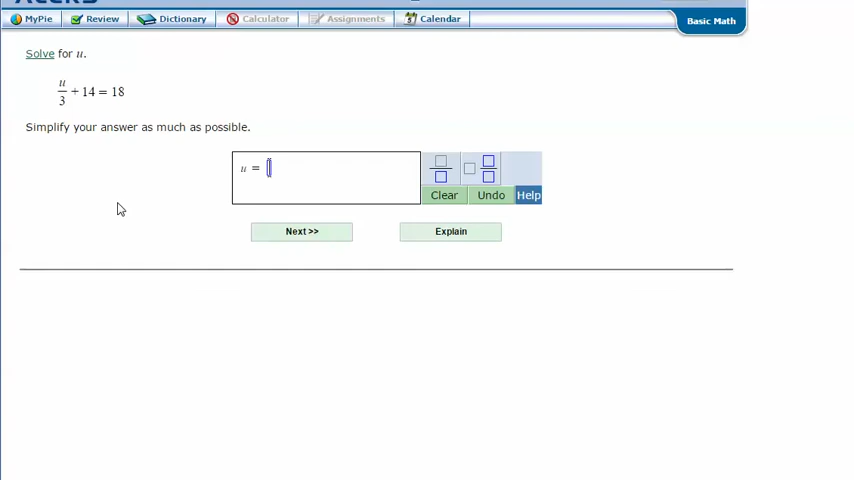 MyPie Review Dictionary Calculator Assignments Calendar Basic Math
Solve for u.
u/3 + 14 = 18
Simplify your answer as much as possible.
u =
Clear Undo Help
Next >> Explain